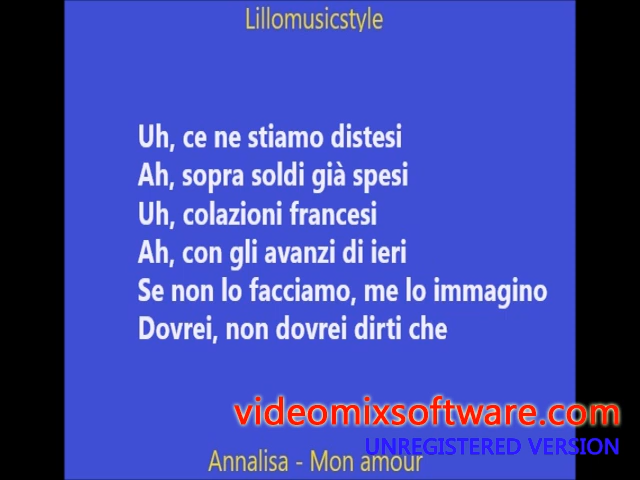 Lillomusicstyle
Uh, ce ne stiamo distesi
Ah, sopra soldi già spesi
Uh, colazioni francesi
Ah, con gli avanzi di ieri
Se non lo facciamo, me lo immagino
Dovrei, non dovrei dirti che
videomixsoftware.com
UNREGISTERED VERSION
Annalisa - Mon amour